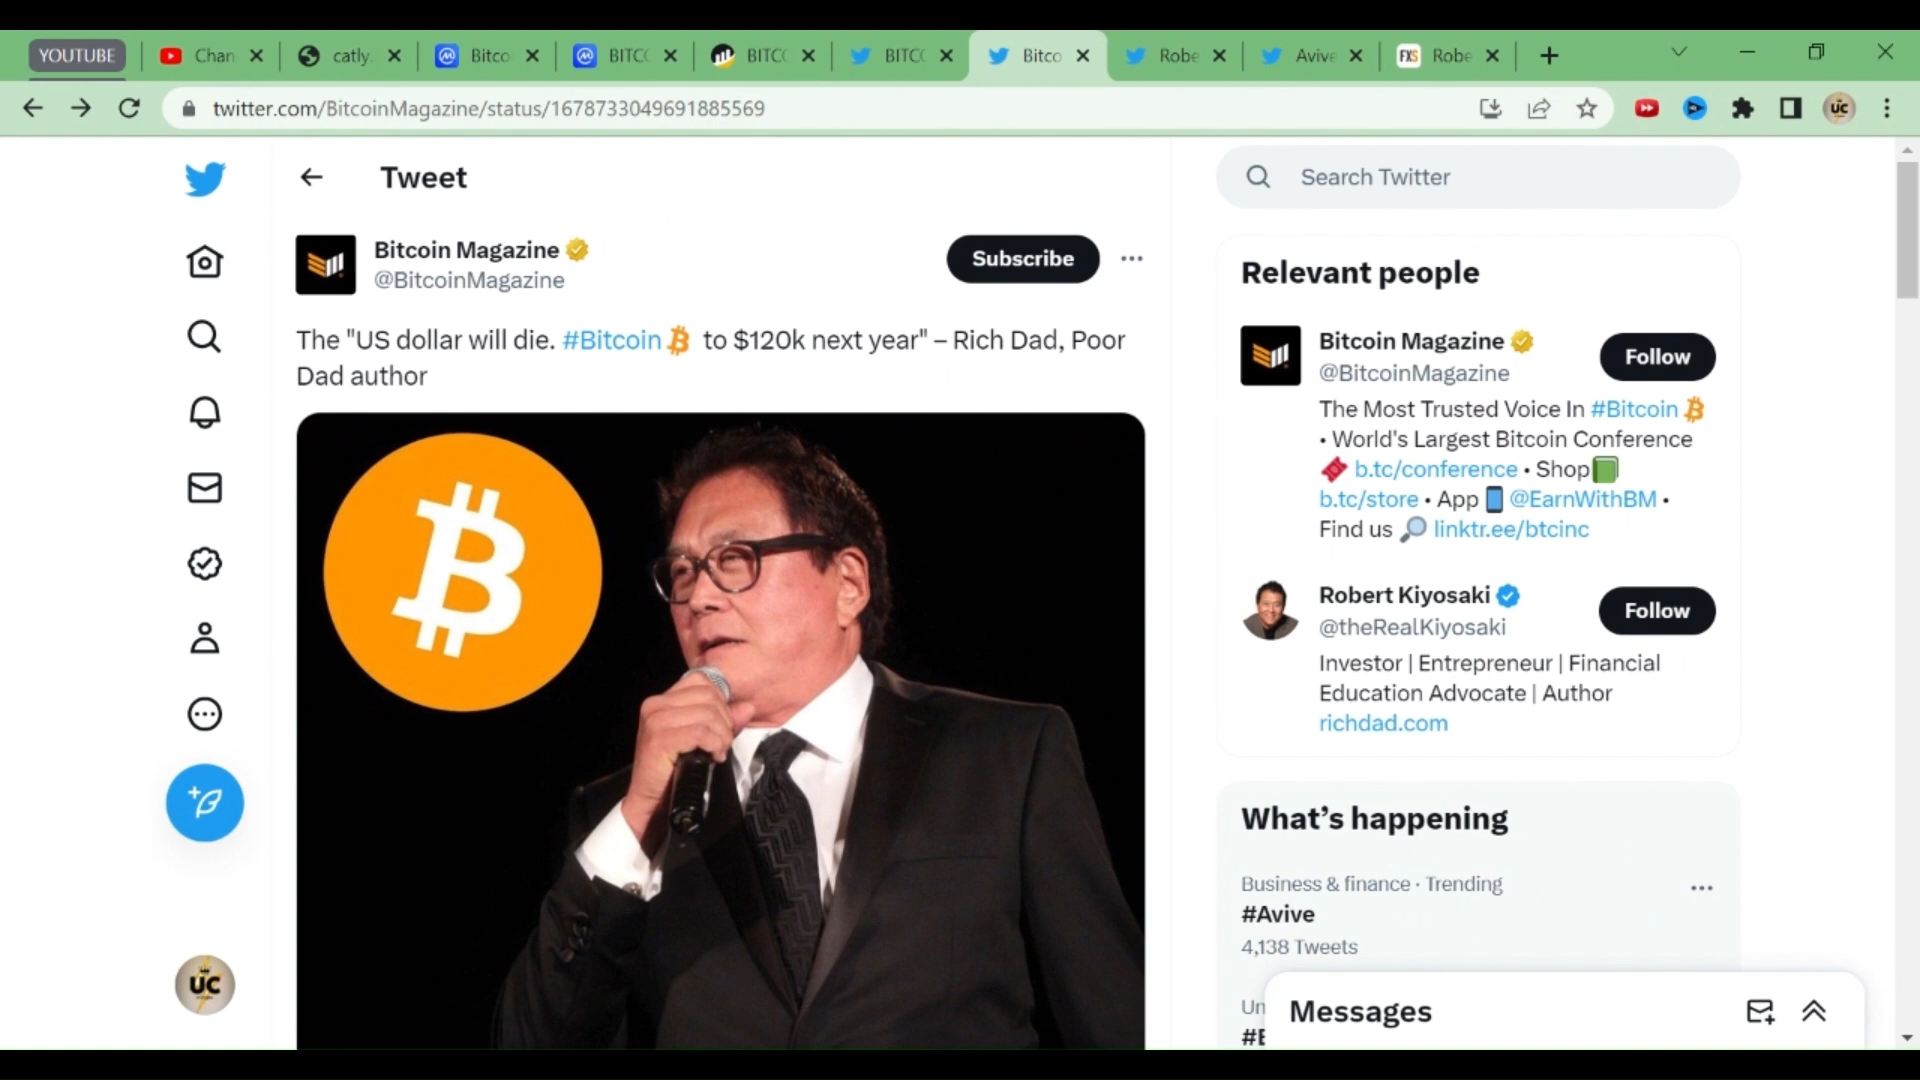 YOUTUBE
Chan
catly.
Bitco
BITC
BITC
BITC
Bitco
Robe
Avive
FXS Robe
twitter.com/BitcoinMagazine/status/1678733049691885569
UC
Tweet
Search Twitter
Bitcoin Magazine
@BitcoinMagazine
Subscribe
The "US dollar will die. #Bitcoin to $120k next year" – Rich Dad, Poor
Dad author
Relevant people
Bitcoin Magazine
@BitcoinMagazine
Follow
The Most Trusted Voice In #Bitcoin
• World's Largest Bitcoin Conference
b.tc/conference • Shop
b.tc/store • App @EarnWithBM •
Find us linktr.ee/btcinc
Robert Kiyosaki
@theRealKiyosaki
Follow
Investor | Entrepreneur | Financial
Education Advocate | Author
richdad.com
What's happening
Business & finance · Trending
#Avive
4,138 Tweets
Un
Messages
UC